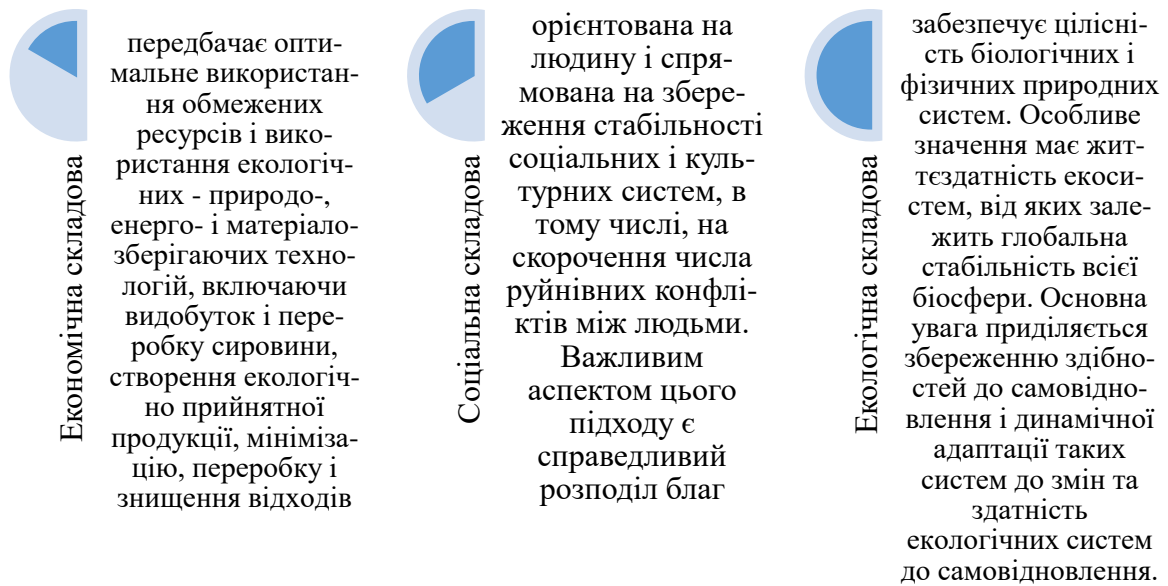 Економічна складова
передбачає опти-
мальне використан-
ня обмежених
ресурсів і вико-
ристання екологіч-
них - природо-,
енерго- і матеріало-
зберігаючих техно-
логій, включаючи
видобуток і пере-
робку сировини,
створення екологіч-
но прийнятної
продукції, мініміза-
цію, переробку і
знищення відходів
Соціальна складова
орієнтована на
людину і спря-
мована на збере-
ження стабільності
соціальних і куль-
турних систем, в
тому числі, на
скорочення числа
руйнівних конфлі-
ктів між людьми.
Важливим
аспектом цього
підходу є
справедливий
розподіл благ
Екологічна складова
забезпечує цілісні-
сть біологічних і
фізичних природних
систем. Особливе
значення має жит-
тєздатність екоси-
стем, від яких зале-
жить глобальна
стабільність всієї
біосфери. Основна
увага приділяється
збереженню здібно-
стей до самовідно-
влення і динамічної
адаптації таких
систем до змін та
здатність
екологічних систем
до самовідновлення.